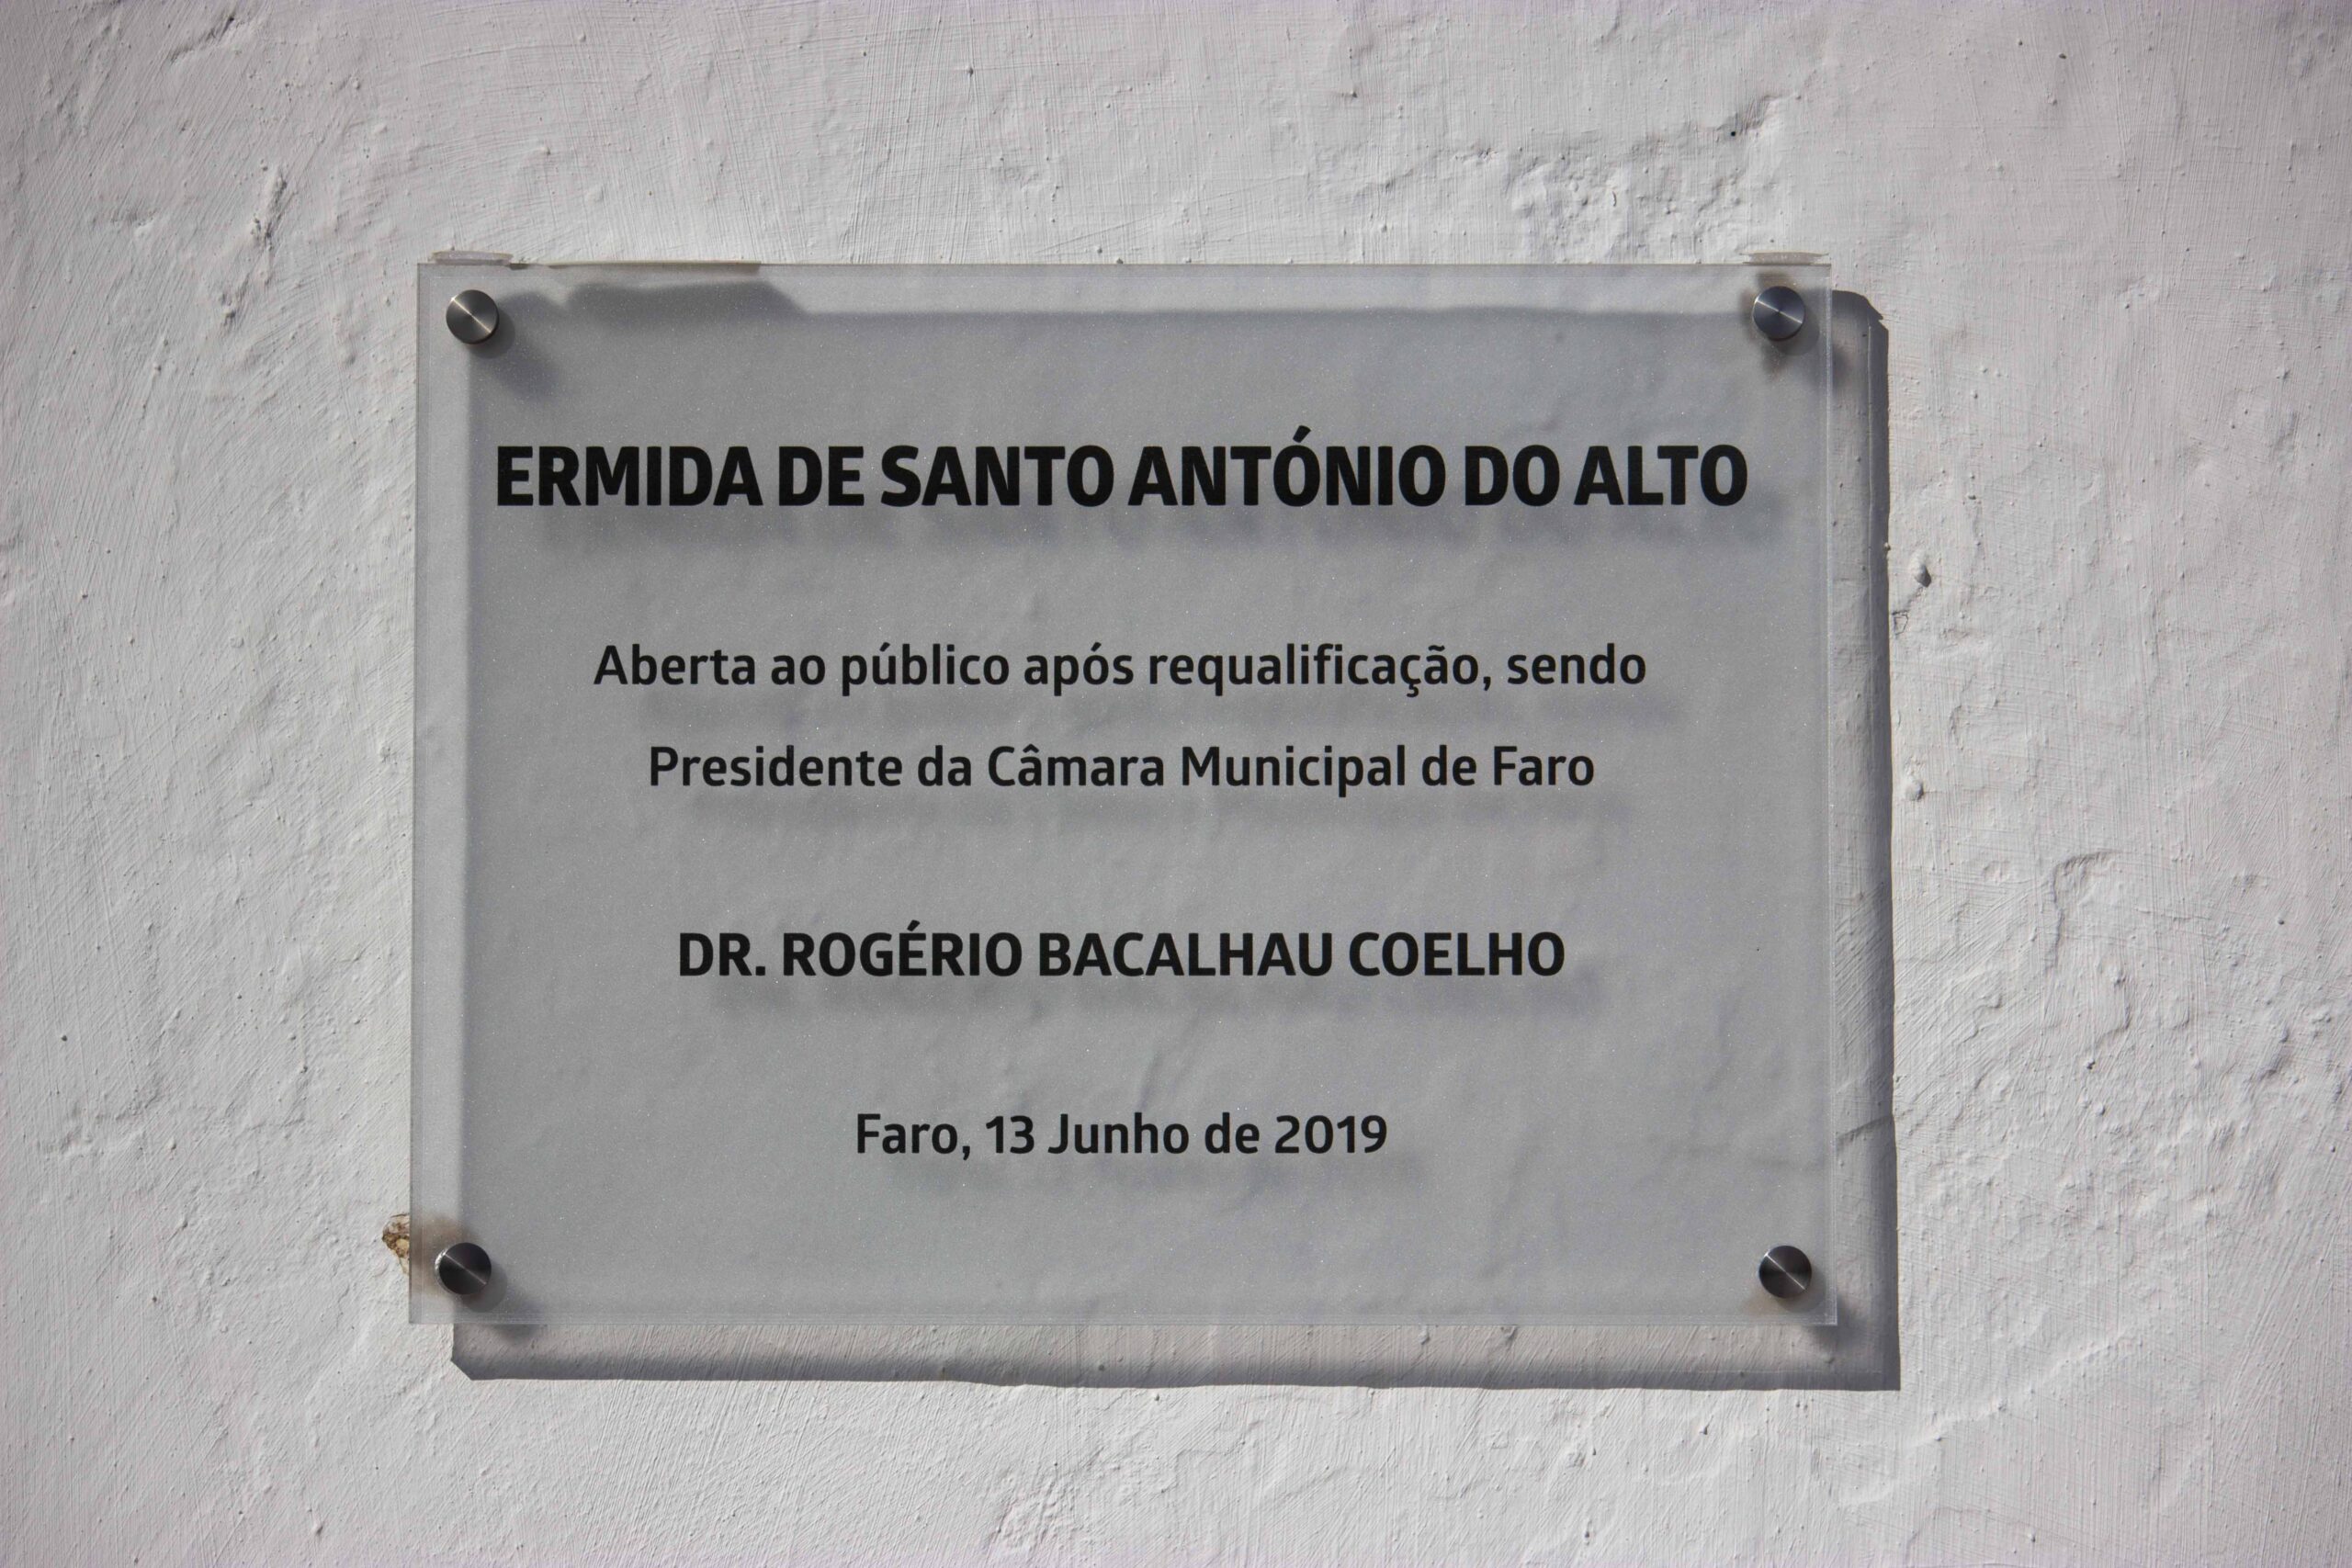 ERMIDA DE SANTO ANTÓNIO DO ALTO
Aberta ao público após requalificação, sendo
Presidente da Câmara Municipal de Faro
DR. ROGÉRIO BACALHAU COELHO
Faro, 13 Junho de 2019